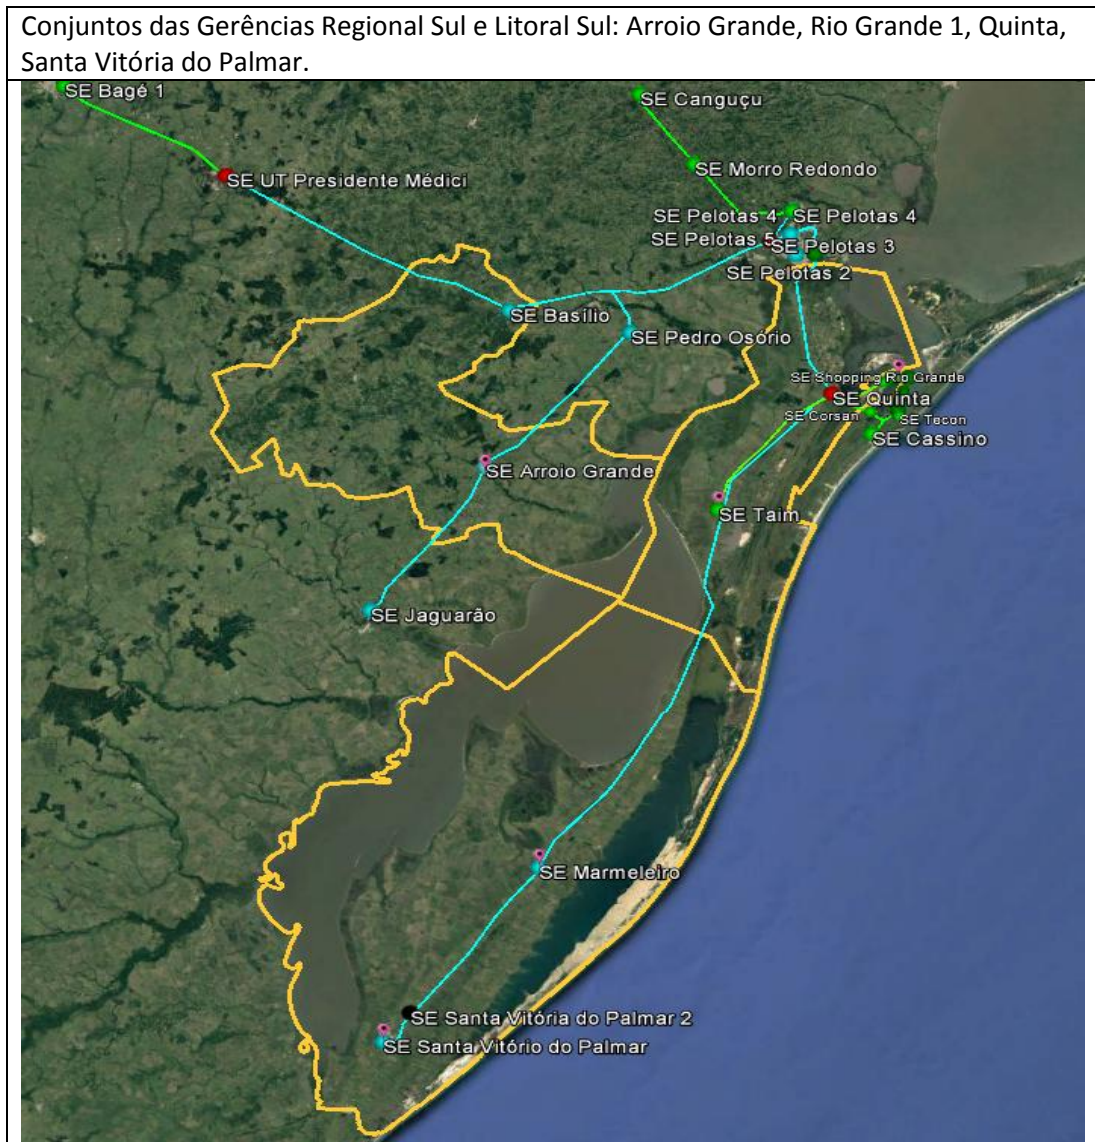 Conjuntos das Gerências Regional Sul e Litoral Sul: Arroio Grande, Rio Grande 1, Quinta,
Santa Vitória do Palmar.
SE Bagé 1
SE Canguçu
SE Morro Redondo
SE UT Presidente Médici
SE Pelotas 4
SE Pelotas 4
SE Pelotas 5
SE Pelotas 3
SE Pelotas 2
SE Basílio
SE Pedro Osório
SE Shopping Rio Grande
SE Quinta
SE Corsan
SE Tecon
SE Cassino
SE Arroio Grande
SE Taim
SE Jaguarão
SE Marmeleiro
SE Santa Vitória do Palmar 2
SE Santa Vitório do Palmar